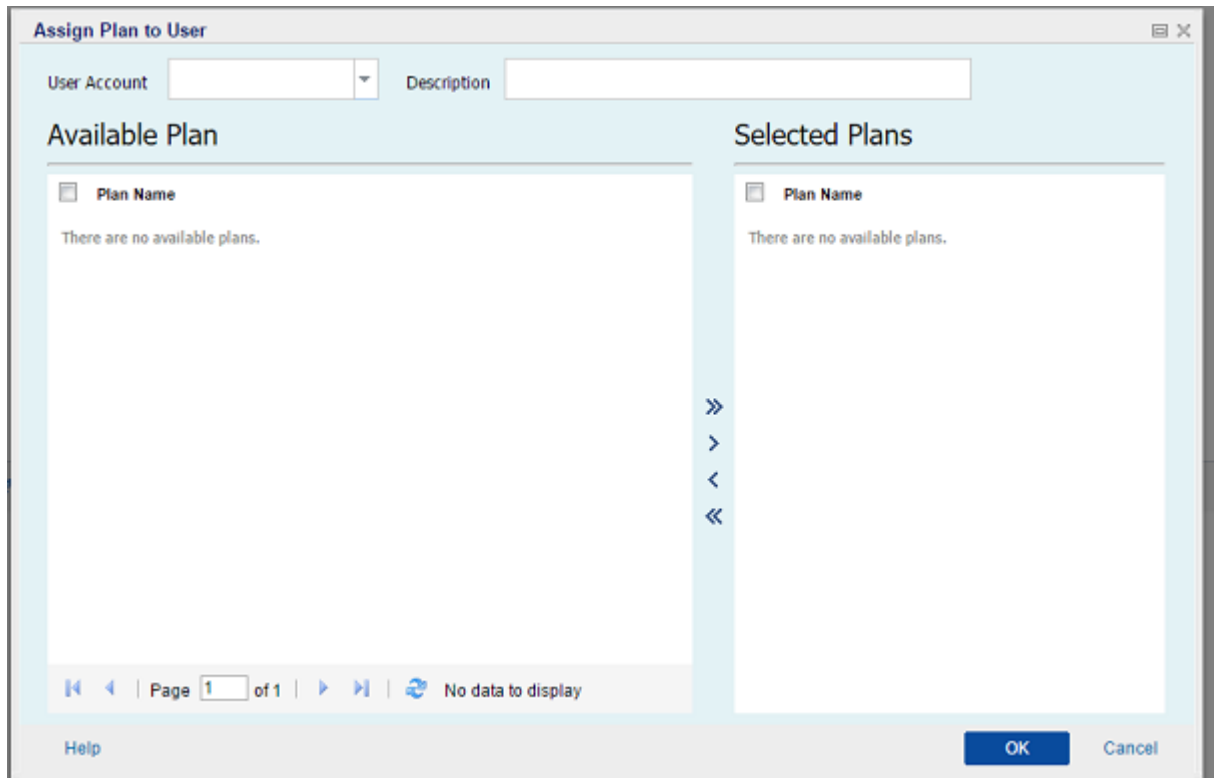 Assign Plan to User
User Account
Description
Available Plan
Selected Plans
Plan Name
Plan Name
There are no available plans.
There are no available plans.
Page 1 of 1
No data to display
Help
OK
Cancel